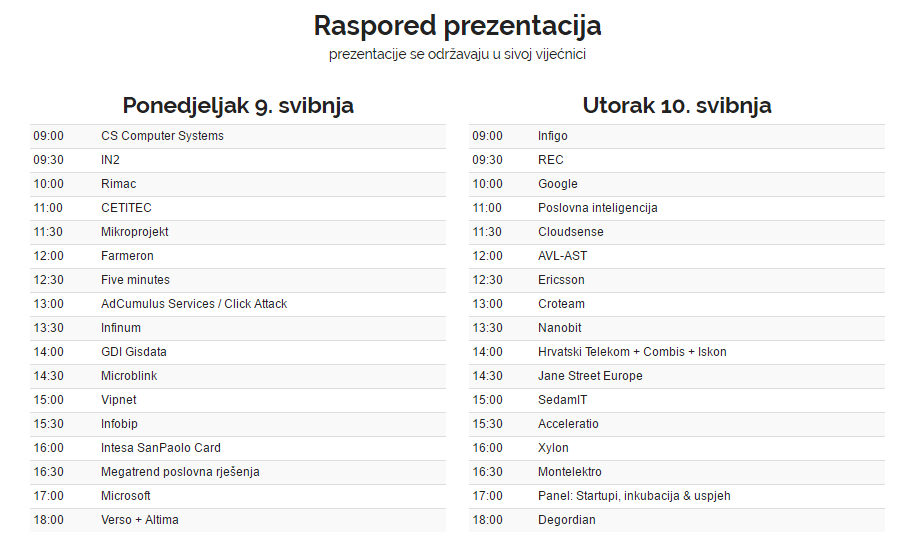 Raspored prezentacija
prezentacije se održavaju u sivoj vijećnici
Ponedjeljak 9. svibnja
09:00 CS Computer Systems
09:30 IN2
10:00 Rimac
11:00 CETITEC
11:30 Mikroprojekt
12:00 Farmeron
12:30 Five minutes
13:00 AdCumulus Services / Click Attack
13:30 Infinum
14:00 GDI Gisdata
14:30 Microblink
15:00 Vipnet
15:30 Infobip
16:00 Intesa SanPaolo Card
16:30 Megatrend poslovna rješenja
17:00 Microsoft
18:00 Verso + Altima
Utorak 10. svibnja
09:00 Infigo
09:30 REC
10:00 Google
11:00 Poslovna inteligencija
11:30 Cloudsense
12:00 AVL-AST
12:30 Ericsson
13:00 Croteam
13:30 Nanobit
14:00 Hrvatski Telekom + Combis + Iskon
14:30 Jane Street Europe
15:00 SedamIT
15:30 Acceleratio
16:00 Xylon
16:30 Montelektro
17:00 Panel: Startupi, inkubacija & uspjeh
18:00 Degordian